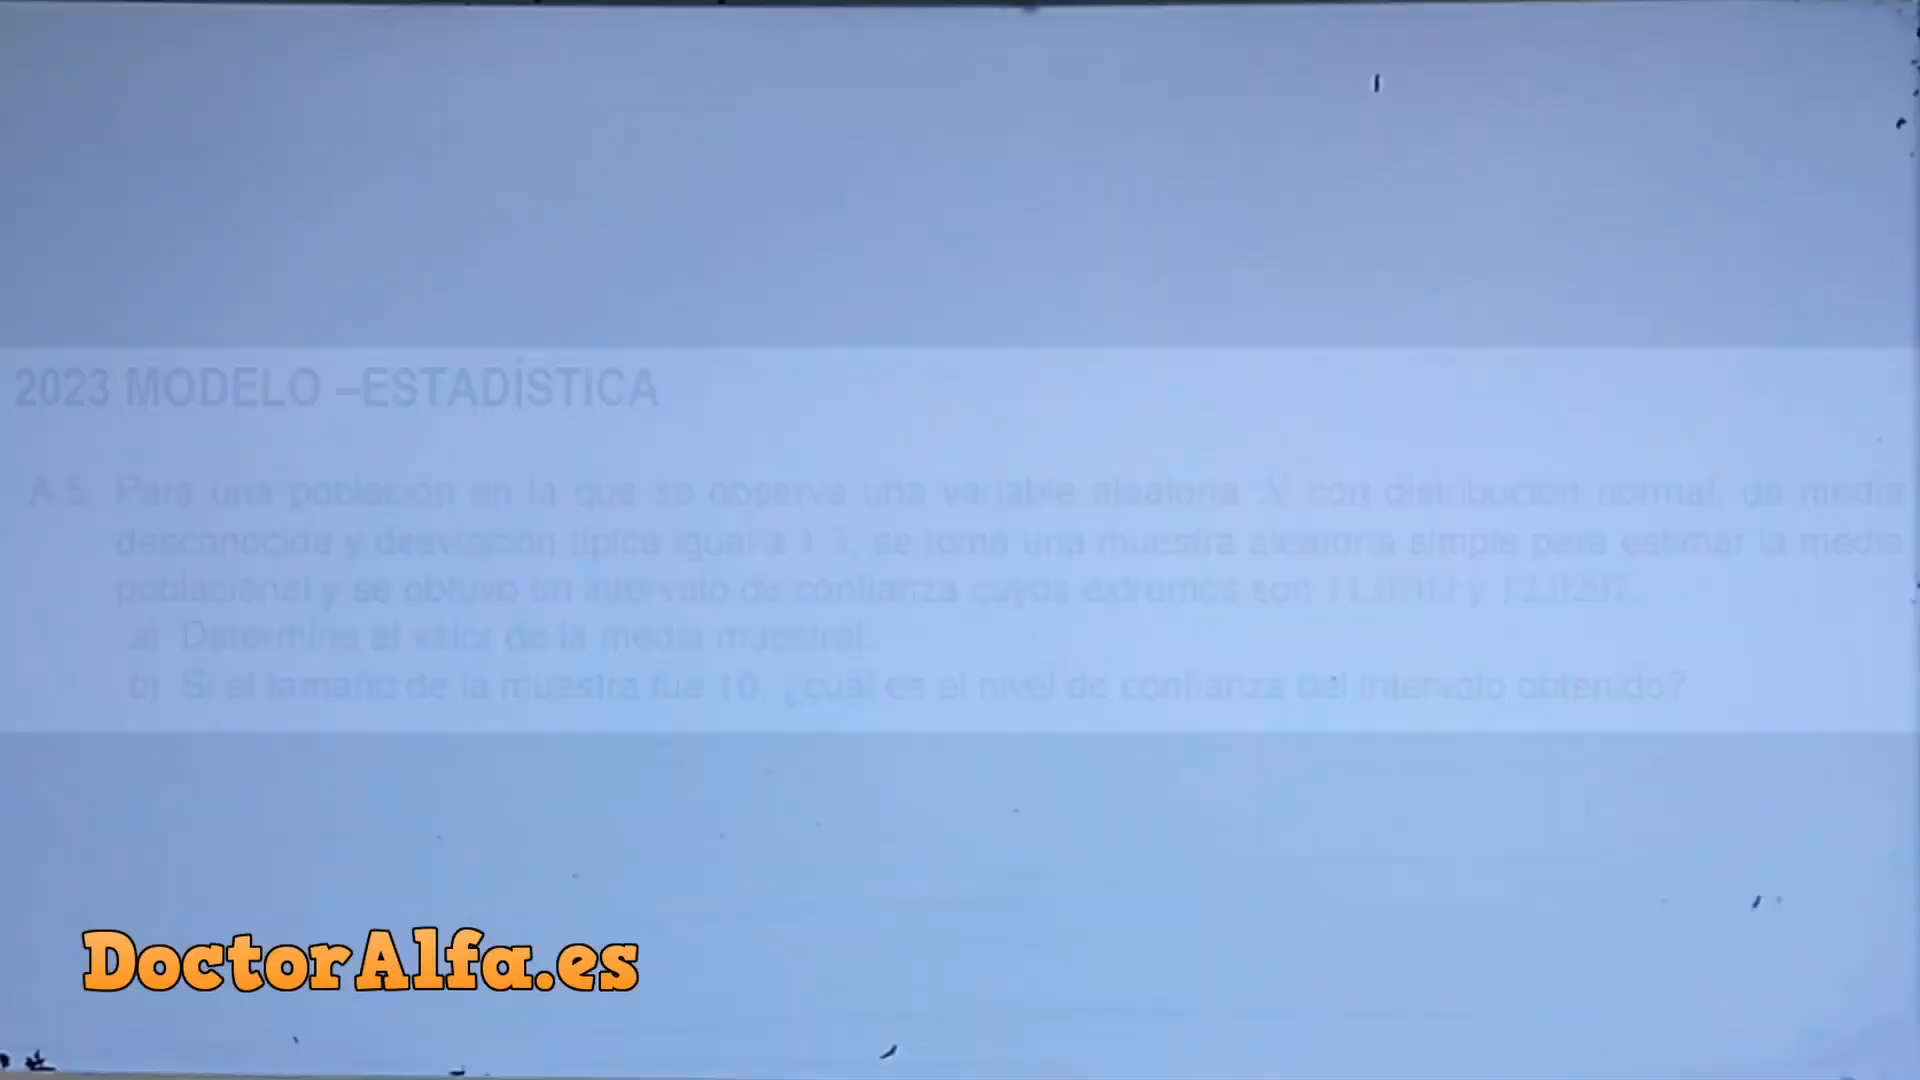 2023 MODELO –ESTADÍSTICA
A.5. Para una población en la que se observa una variable aleatoria X con distribución normal, de media
desconocida y desviación típica igual a se toma una muestra aleatoria simple para estimar la media
poblacional y se obtuvo un intervalo de confianza cuyos extremos son y
a) Determine el valor de la media muestral.
b) Si el tamaño de la muestra fue 10, ¿cuál es el nivel de confianza del intervalo obtenido?
DoctorAlfa.es